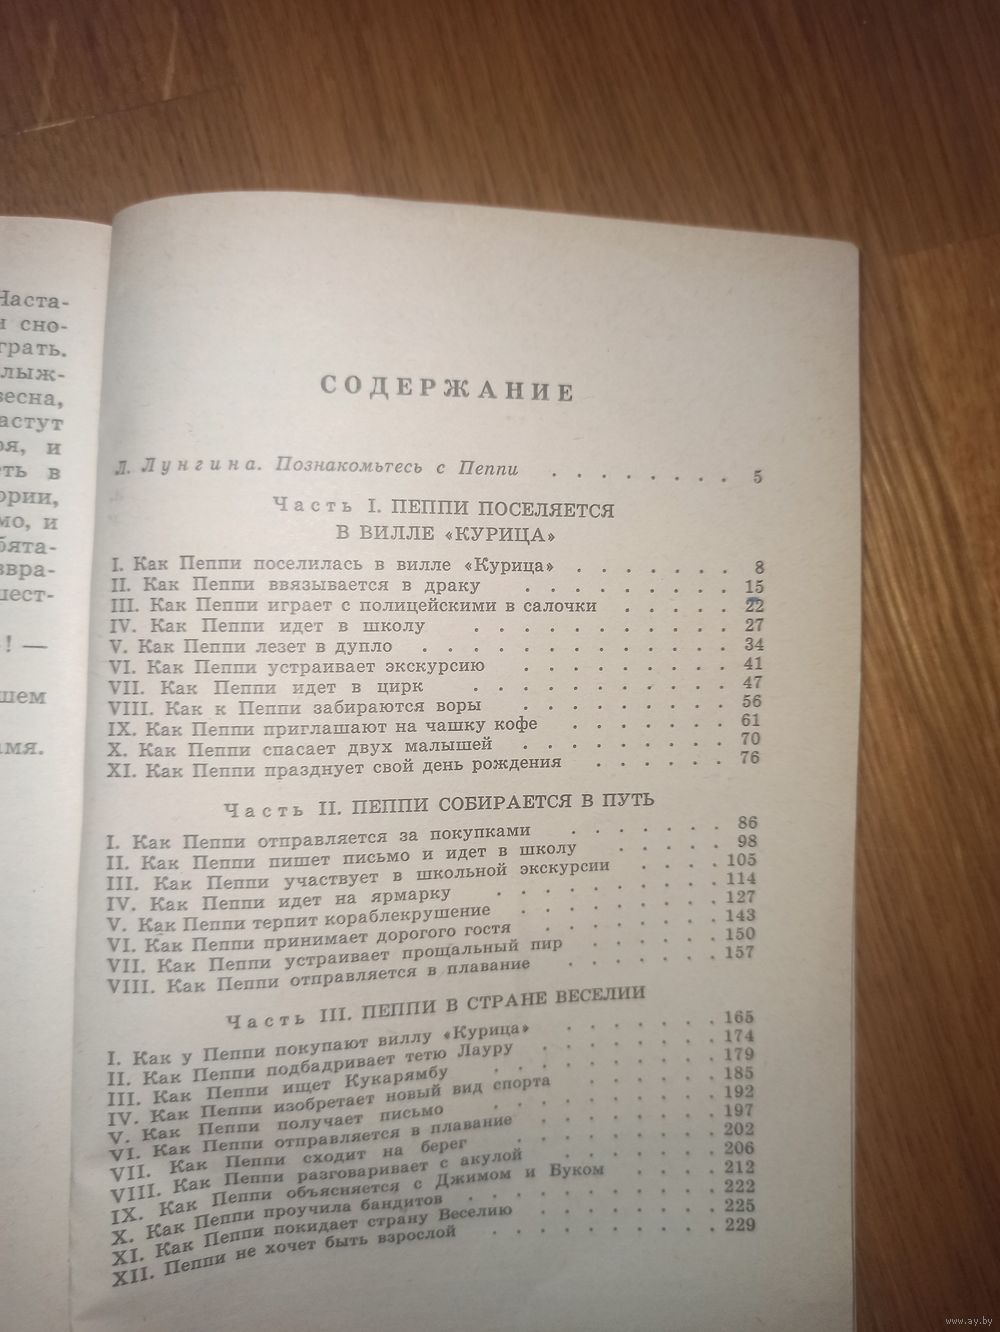 Наста-
сно-
грать.
лыж-
весна,
астут
и
ть в
ории,
мо, и
бята-
звра-
шест-
! —
шем
амя.
СОДЕРЖАНИЕ
Л. Лунгина. Познакомьтесь с Пеппи . . . . . . . . 5
Часть I. ПЕППИ ПОСЕЛЯЕТСЯ
В ВИЛЛЕ «КУРИЦА»
I. Как Пеппи поселилась в вилле «Курица» . . . . . . . 8
II. Как Пеппи ввязывается в драку . . . . . . . . . 15
III. Как Пеппи играет с полицейскими в салочки . . . . . 22
IV. Как Пеппи идет в школу . . . . . . . . . . . 27
V. Как Пеппи лезет в дупло . . . . . . . . . . . . . 34
VI. Как Пеппи устраивает экскурсию . . . . . . . . . 41
VII. Как Пеппи идет в цирк . . . . . . . . . . . 47
VIII. Как к Пеппи забираются воры . . . . . . . . . 56
IX. Как Пеппи приглашают на чашку кофе . . . . . . . 61
X. Как Пеппи спасает двух малышей . . . . . . . . . 70
XI. Как Пеппи празднует свой день рождения . . . . . . 76
Часть II. ПЕППИ СОБИРАЕТСЯ В ПУТЬ
I. Как Пеппи отправляется за покупками . . . . . . . 86
II. Как Пеппи пишет письмо и идет в школу . . . . . 98
III. Как Пеппи участвует в школьной экскурсии . . . . 105
IV. Как Пеппи идет на ярмарку . . . . . . . . . . 114
V. Как Пеппи терпит кораблекрушение . . . . . . . . . 127
VI. Как Пеппи принимает дорогого гостя . . . . . . . . 143
VII. Как Пеппи устраивает прощальный пир . . . . . . 150
VIII. Как Пеппи отправляется в плавание . . . . . . . 157
Часть III. ПЕППИ В СТРАНЕ ВЕСЕЛИИ
I. Как у Пеппи покупают виллу «Курица» . . . . . . . 165
II. Как Пеппи подбадривает тетю Лауру . . . . . . . . 174
III. Как Пеппи ищет Кукарямбу . . . . . . . . . . 179
IV. Как Пеппи изобретает новый вид спорта . . . . . . 185
V. Как Пеппи получает письмо . . . . . . . . . . 192
VI. Как Пеппи отправляется в плавание . . . . . . . . 197
VII. Как Пеппи сходит на берег . . . . . . . . . 202
VIII. Как Пеппи разговаривает с акулой . . . . . . . . 206
IX. Как Пеппи объясняется с Джимом и Буком . . . . . 212
X. Как Пеппи проучила бандитов . . . . . . . . . . . 222
XI. Как Пеппи покидает страну Веселию . . . . . . . . 225
XII. Пеппи не хочет быть взрослой . . . . . . . . . . 229
www.ay.by